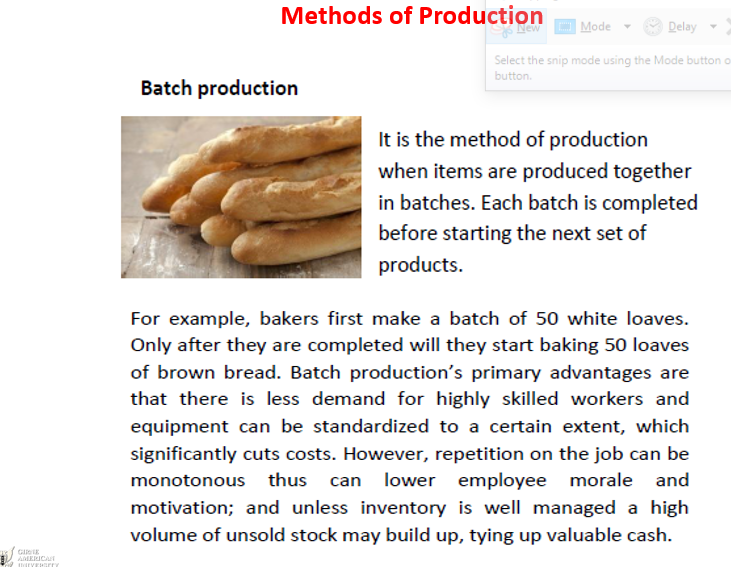 Methods of Production
New Mode Delay
Select the snip mode using the Mode button o
button.
Batch production
It is the method of production
when items are produced together
in batches. Each batch is completed
before starting the next set of
products.
For example, bakers first make a batch of 50 white loaves.
Only after they are completed will they start baking 50 loaves
of brown bread. Batch production’s primary advantages are
that there is less demand for highly skilled workers and
equipment can be standardized to a certain extent, which
significantly cuts costs. However, repetition on the job can be
monotonous thus can lower employee morale and
motivation; and unless inventory is well managed a high
volume of unsold stock may build up, tying up valuable cash.
GIRNE
AMERICAN
UNIVERSITY